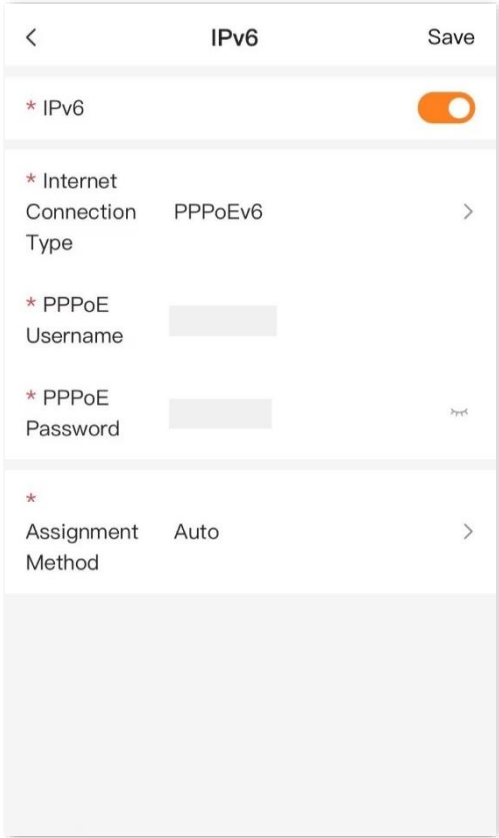 IPv6 Save
* IPv6
* Internet
Connection PPPoEv6
Type
* PPPoE
Username
* PPPoE
Password
*
Assignment Auto
Method